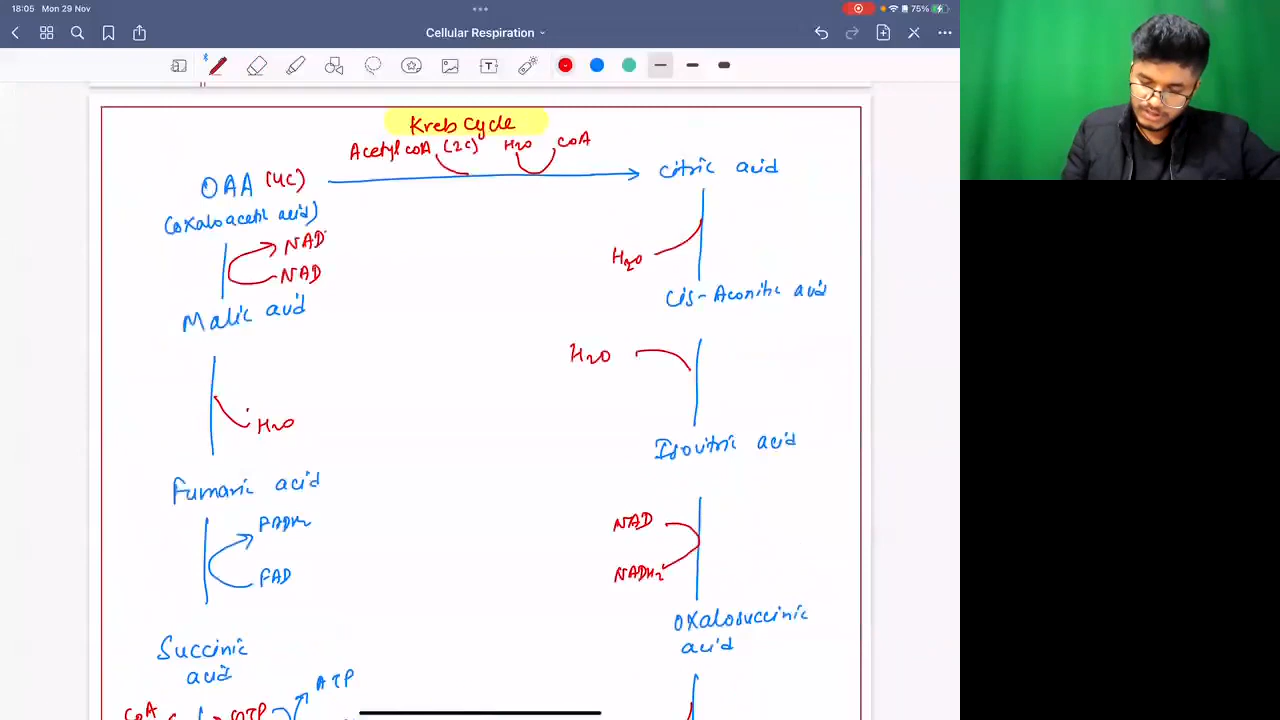 18:05 Mon 29 Nov
75%
Cellular Respiration
Kreb Cycle
Acetyl coA (2C) H2O CoA
OAA (4C)
Citric acid
(oxaloacetic acid)
NAD
H2O
NAD
Cis-Aconitic acid
Malic acid
H2O
H2O
Isocitric acid
Fumaric acid
FADH2
NAD
FAD
NADH2
Oxalosuccinic
acid
Succinic
acid
ATP
CoA
GTP